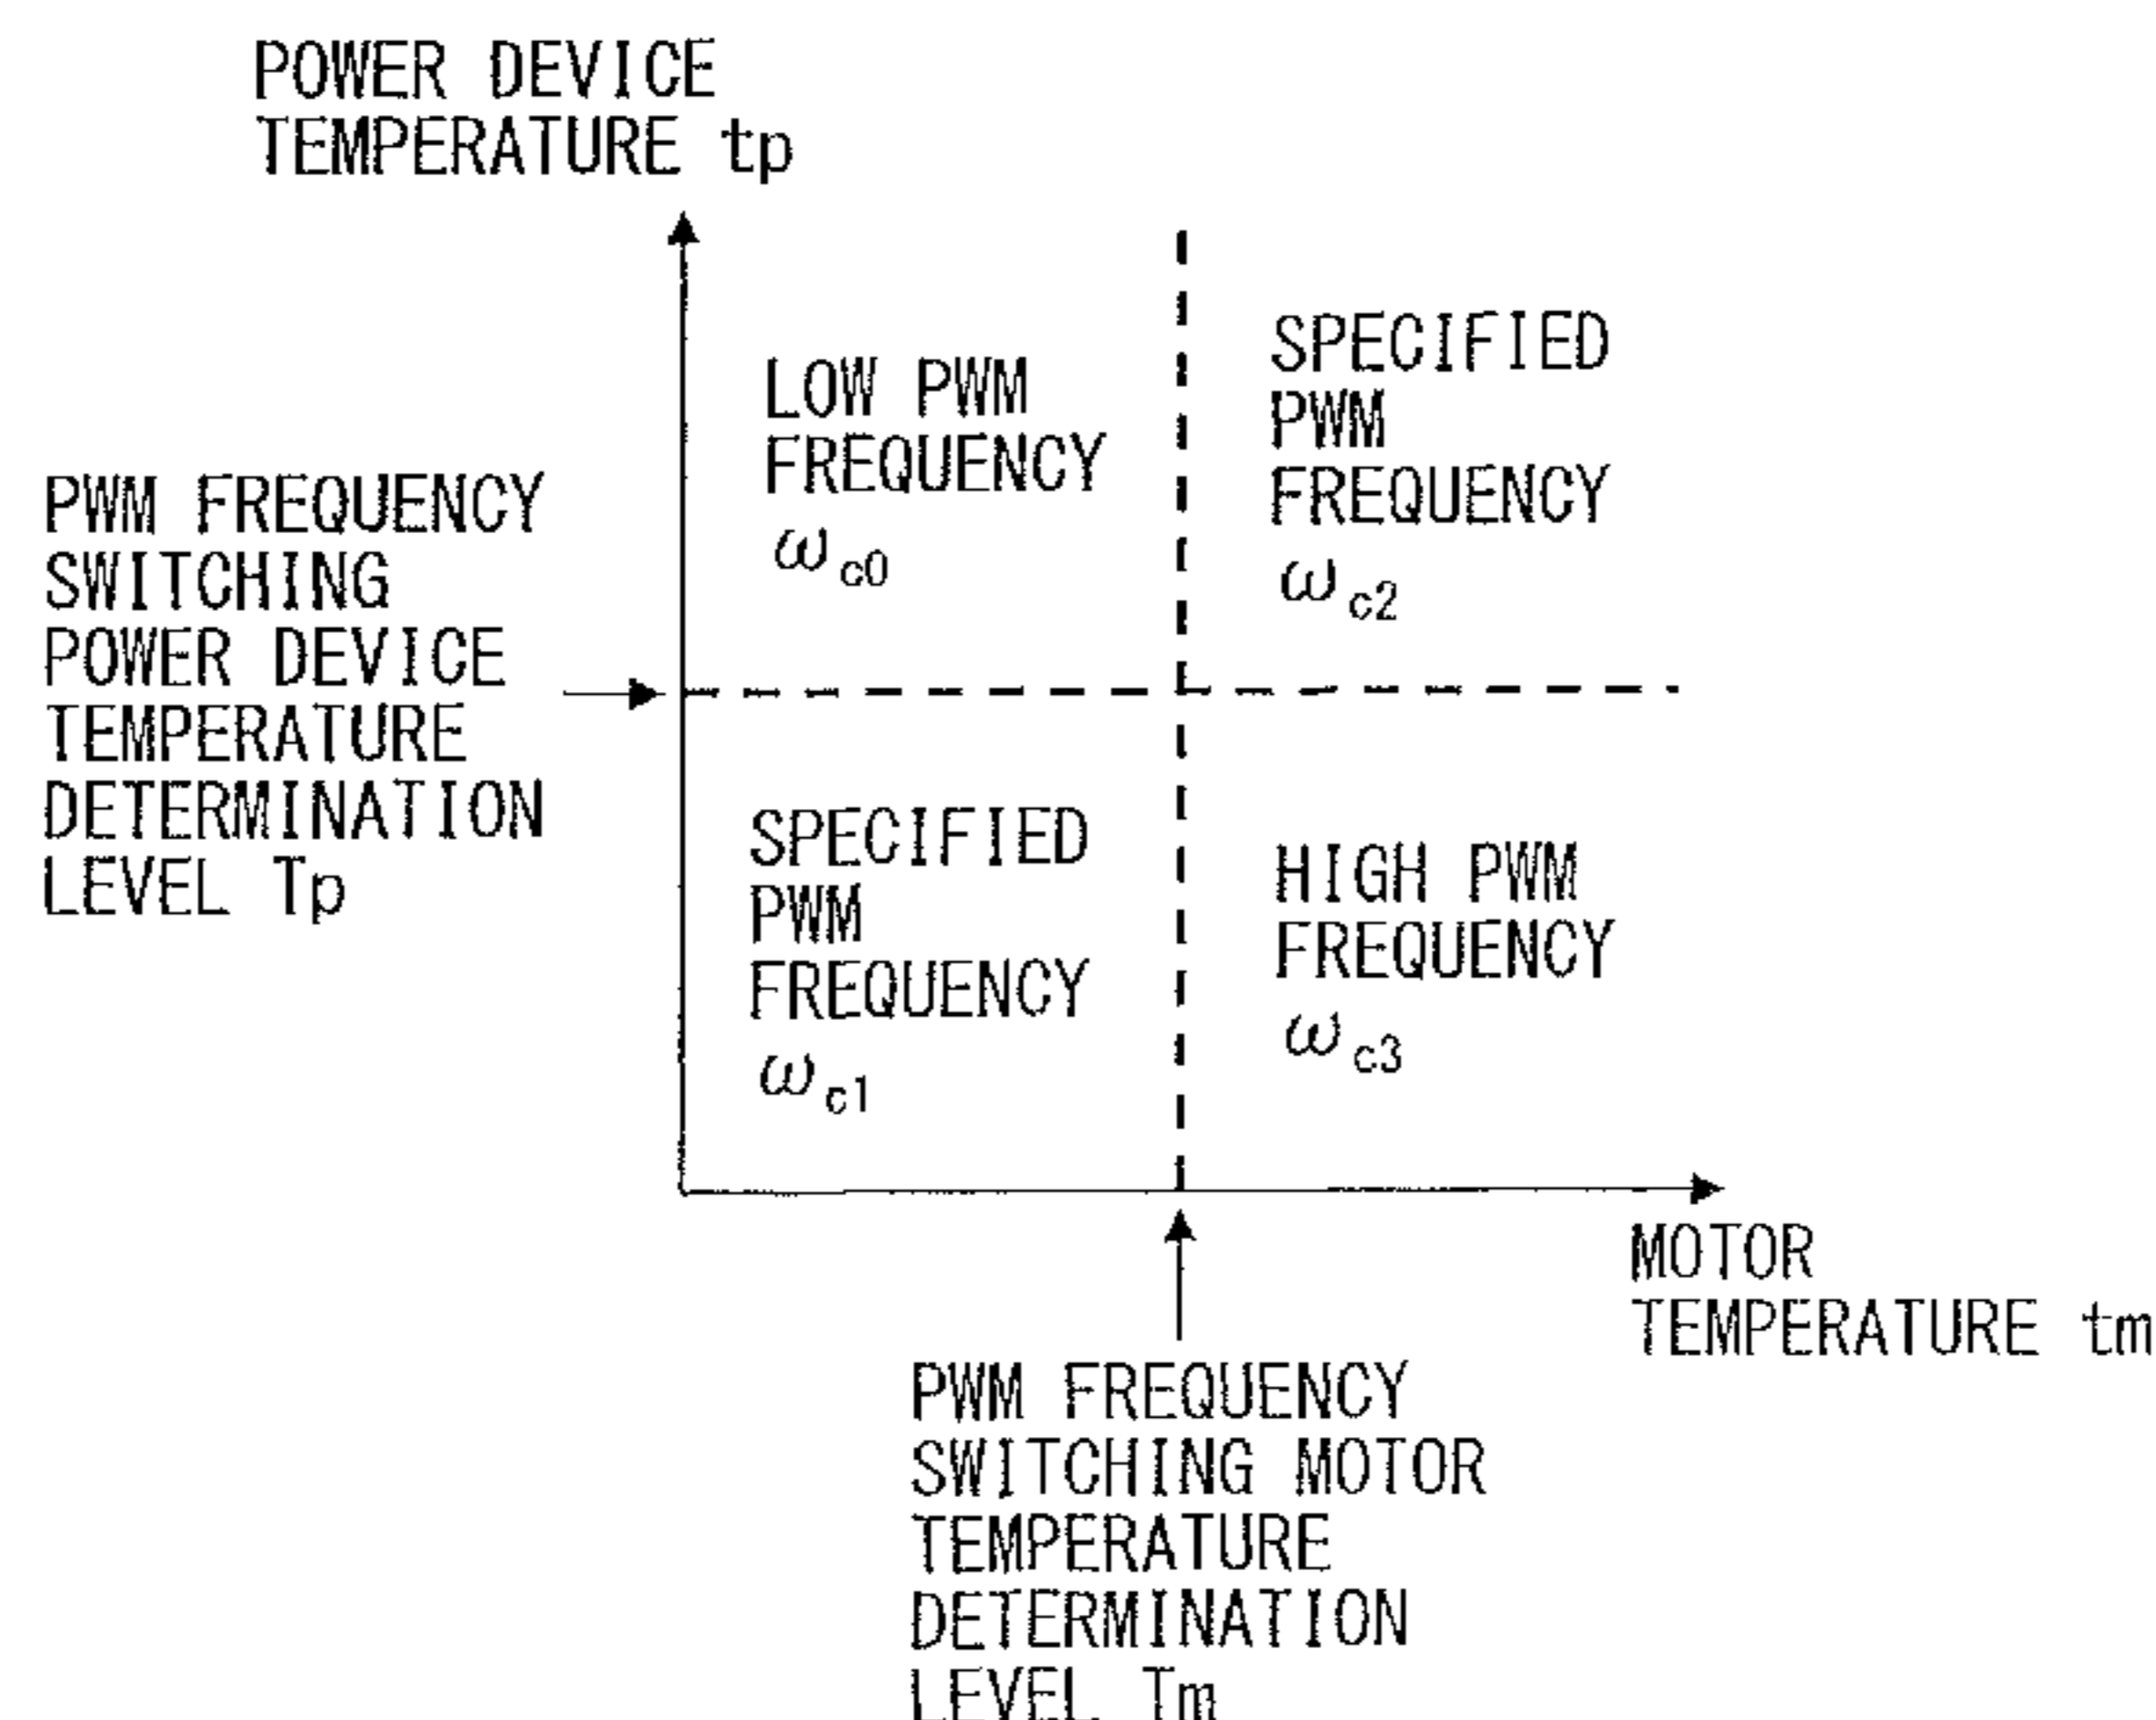 POWER DEVICE
TEMPERATURE tp
LOW PWM
FREQUENCY
ωc0
SPECIFIED
PWM
FREQUENCY
ωc2
PWM FREQUENCY
SWITCHING
POWER DEVICE
TEMPERATURE
DETERMINATION
LEVEL Tp
SPECIFIED
PWM
FREQUENCY
ωc1
HIGH PWM
FREQUENCY
ωc3
MOTOR
TEMPERATURE tm
PWM FREQUENCY
SWITCHING MOTOR
TEMPERATURE
DETERMINATION
LEVEL Tm